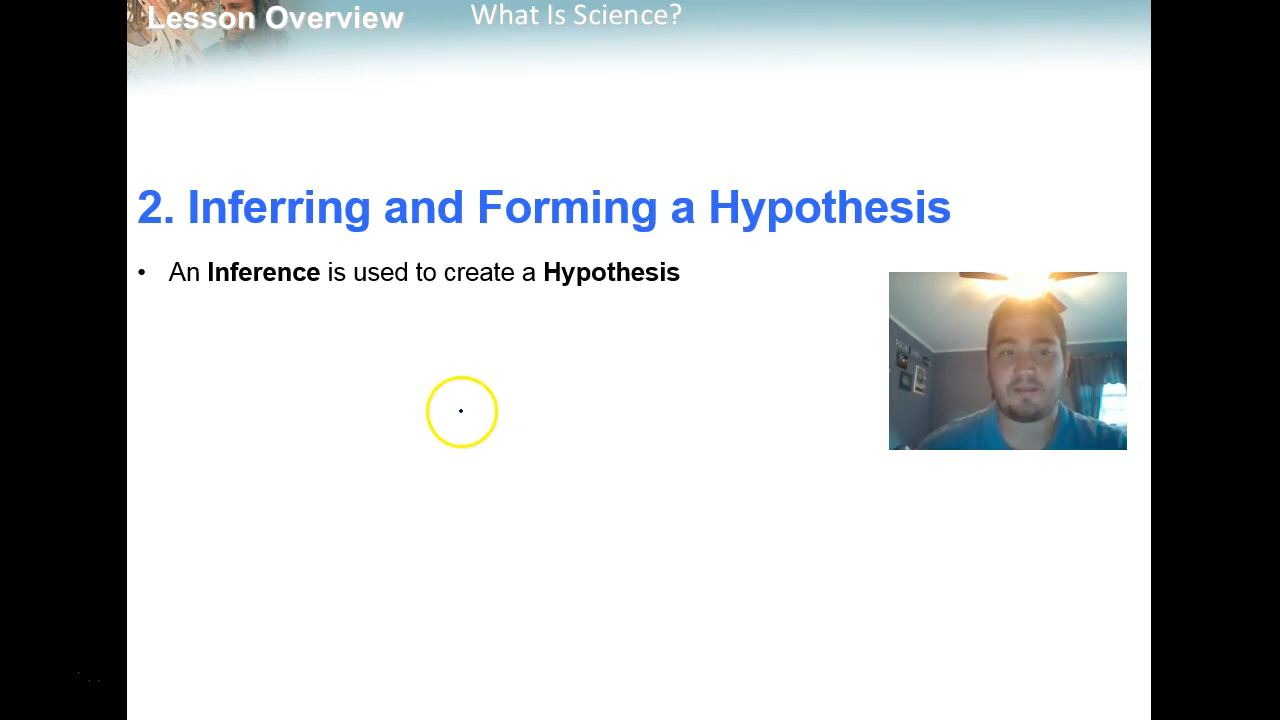 Lesson Overview
What Is Science?
2. Inferring and Forming a Hypothesis
• An Inference is used to create a Hypothesis